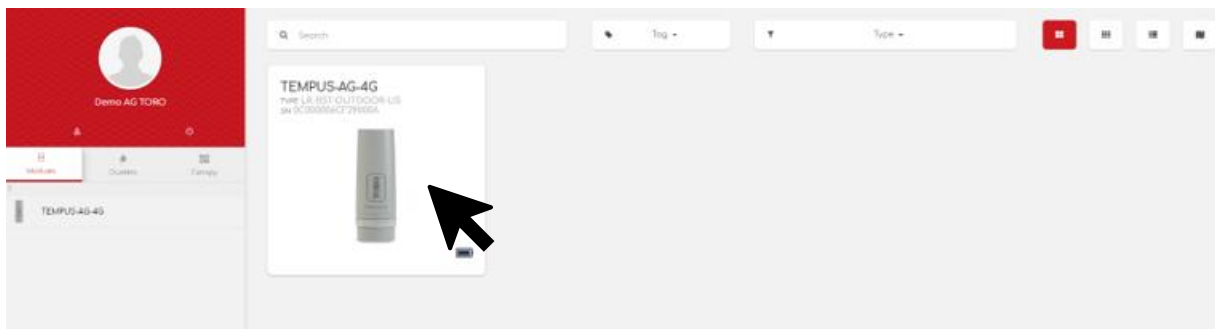 Demo AG TORO
Modules
Clusters
Canopy
TEMPUS-AG-4G
Search
Tag
Type
TEMPUS-AG-4G
TYPE LR-BST-OUTDOOR-US
TORO